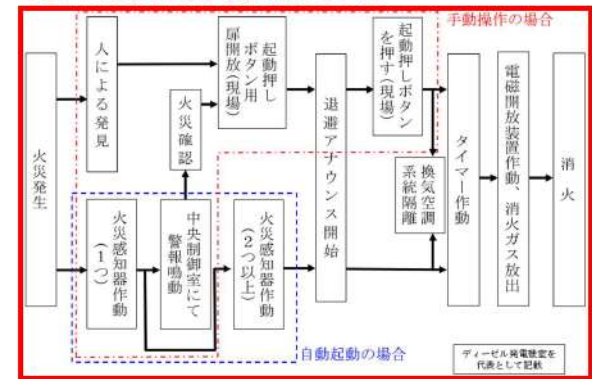 手動操作の場合
火災発生
人による発見
起動押し
ボタン用
扉開放(現場)
火災確認
火災感知器作動
(1つ)
中央制御室にて
警報鳴動
火災感知器作動
(2つ以上)
退避アナウンス開始
起動押しボタン
を押す(現場)
換気空調
系統隔離
タイマー作動
電磁開放装置作動、消火ガス放出
消火
自動起動の場合
ディーゼル発電機室を
代表として記載